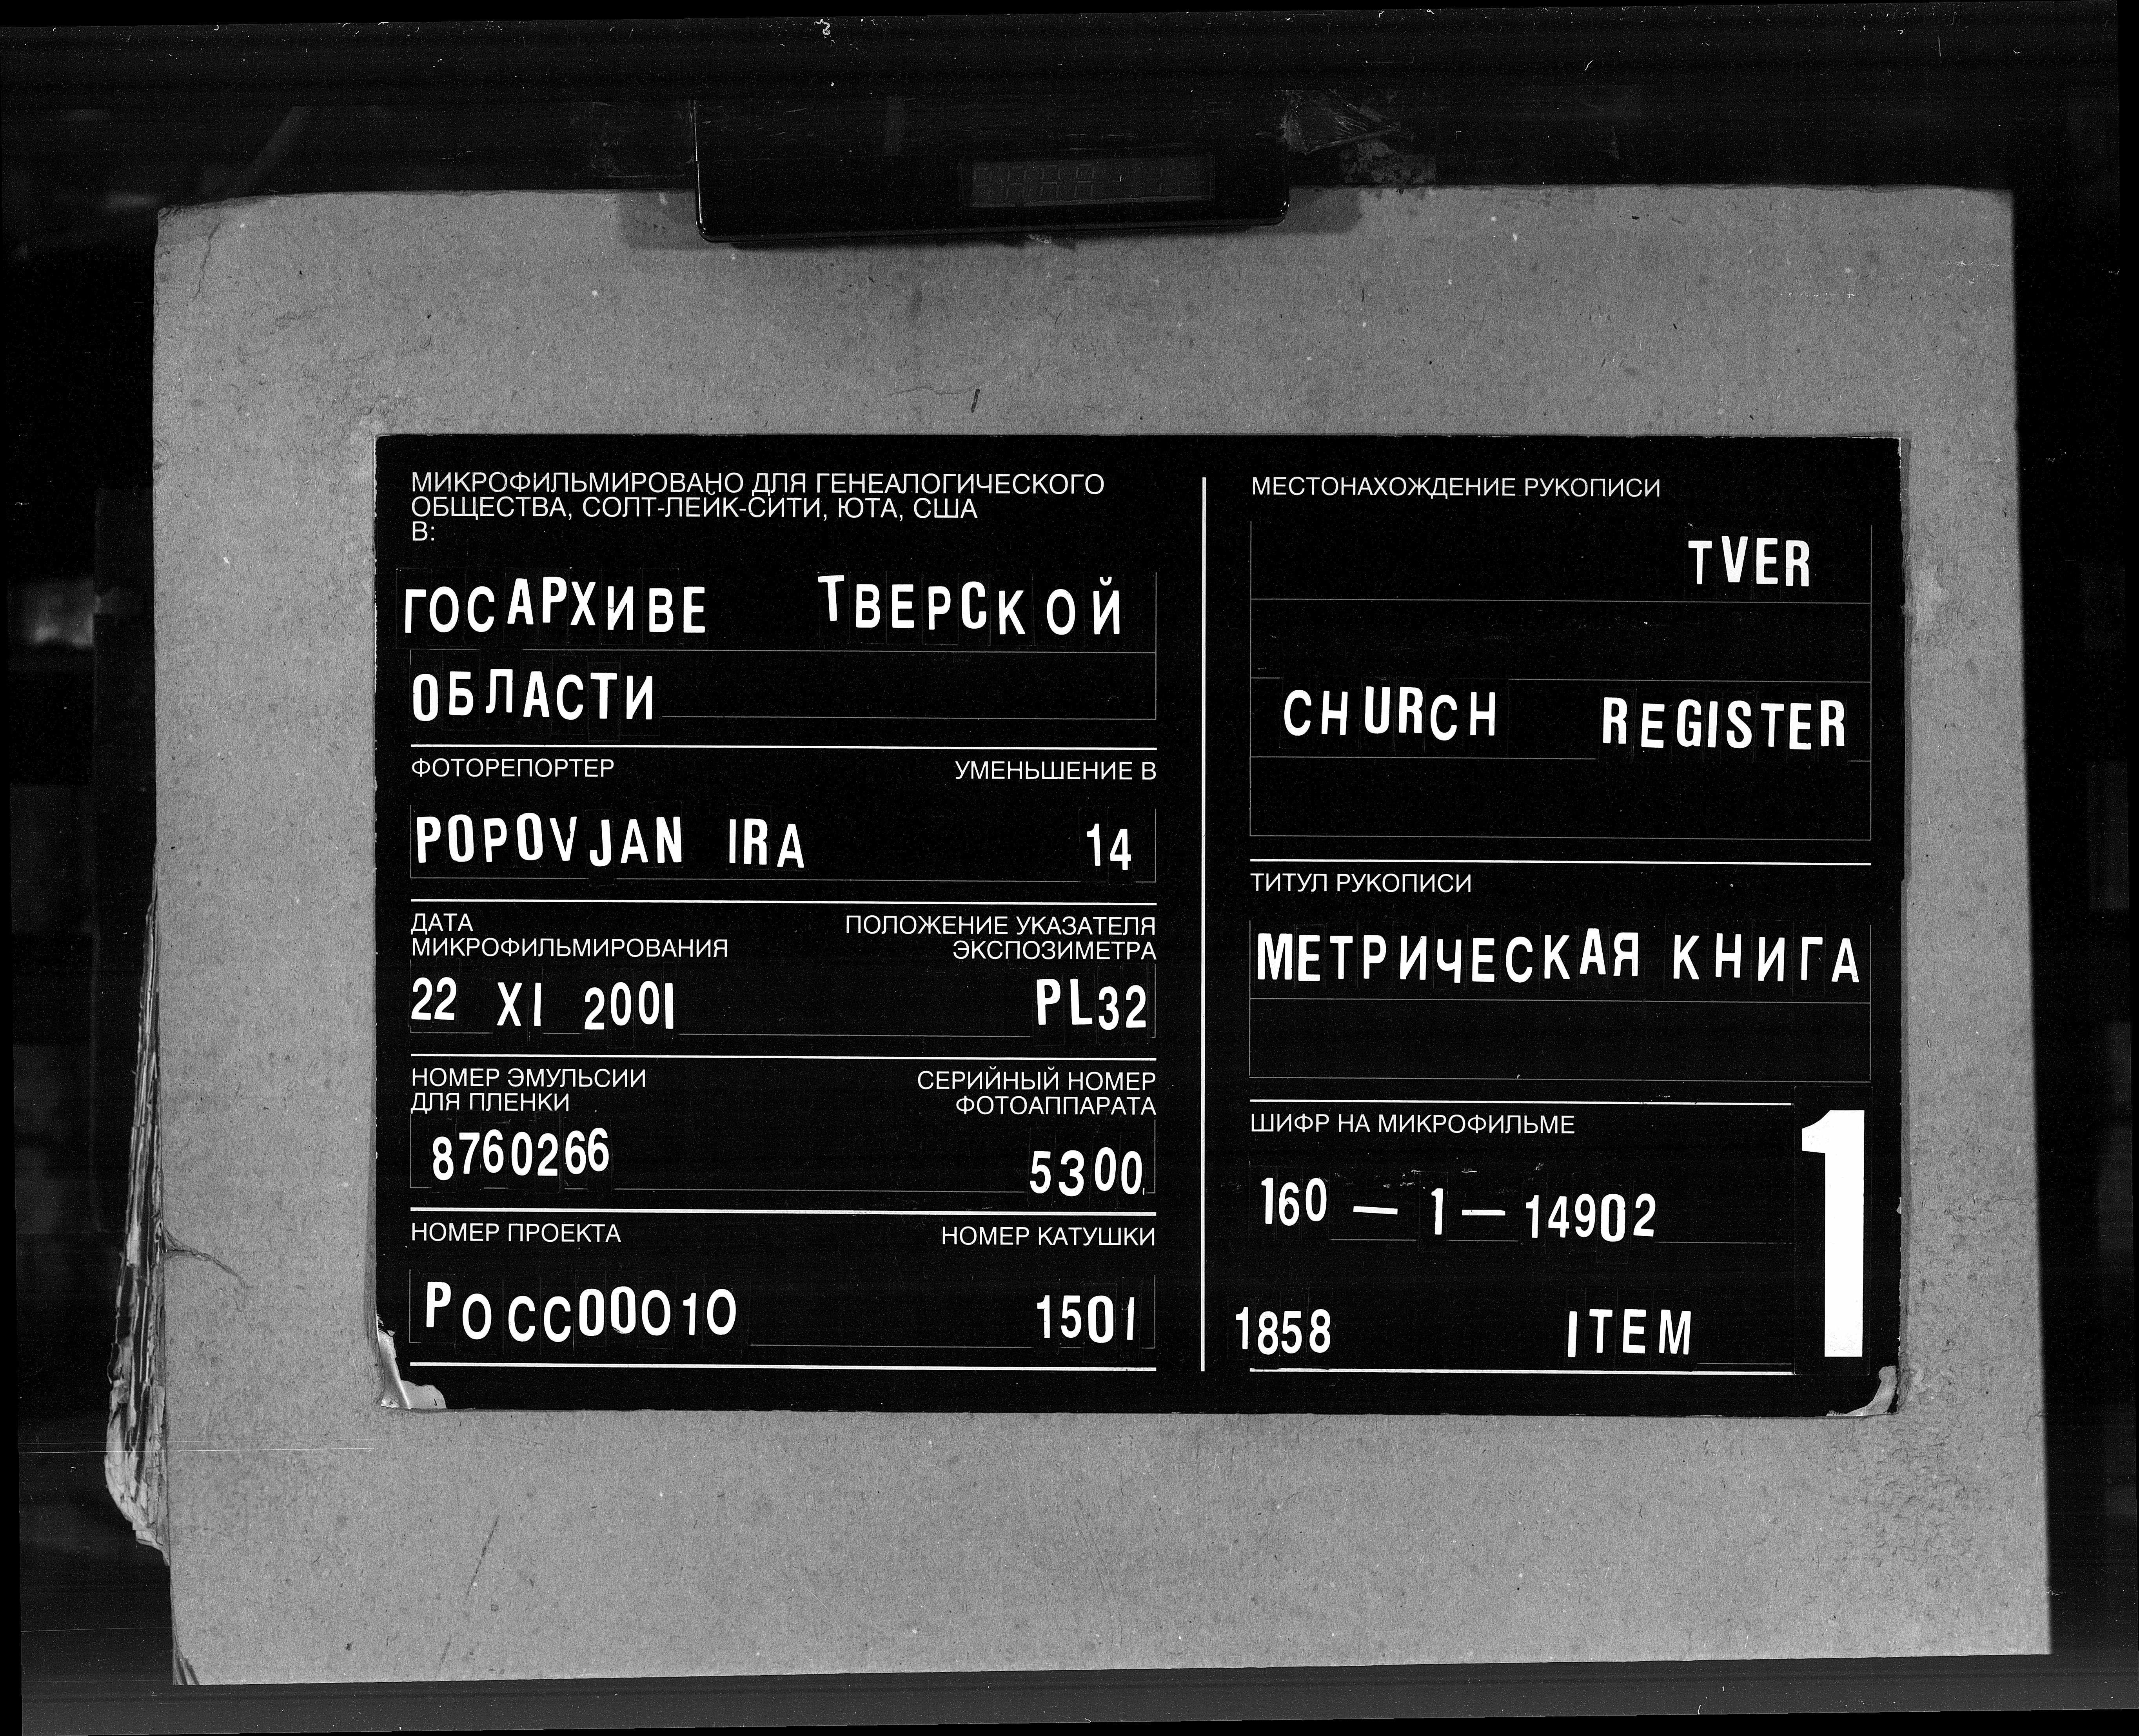 МИКРОФИЛЬМИРОВАНО ДЛЯ ГЕНЕАЛОГИЧЕСКОГО
ОБЩЕСТВА, СОЛТ-ЛЕЙК-СИТИ, ЮТА, США
В:
ГОСАРХИВЕ ТВЕРСКОЙ
ОБЛАСТИ
ФОТОРЕПОРТЕР УМЕНЬШЕНИЕ В
POPOVJAN IRA 14
ДАТА
МИКРОФИЛЬМИРОВАНИЯ
ПОЛОЖЕНИЕ УКАЗАТЕЛЯ
ЭКСПОЗИМЕТРА
22 XI 2001 PL32
НОМЕР ЭМУЛЬСИИ
ДЛЯ ПЛЕНКИ
СЕРИЙНЫЙ НОМЕР
ФОТОАППАРАТА
8760266 5300
НОМЕР ПРОЕКТА НОМЕР КАТУШКИ
РОСС00010 1501
МЕСТОНАХОЖДЕНИЕ РУКОПИСИ
TVER
CHURCH REGISTER
ТИТУЛ РУКОПИСИ
МЕТРИЧЕСКАЯ КНИГА
ШИФР НА МИКРОФИЛЬМЕ
160 — 1 — 14902
1858 ITEM 1